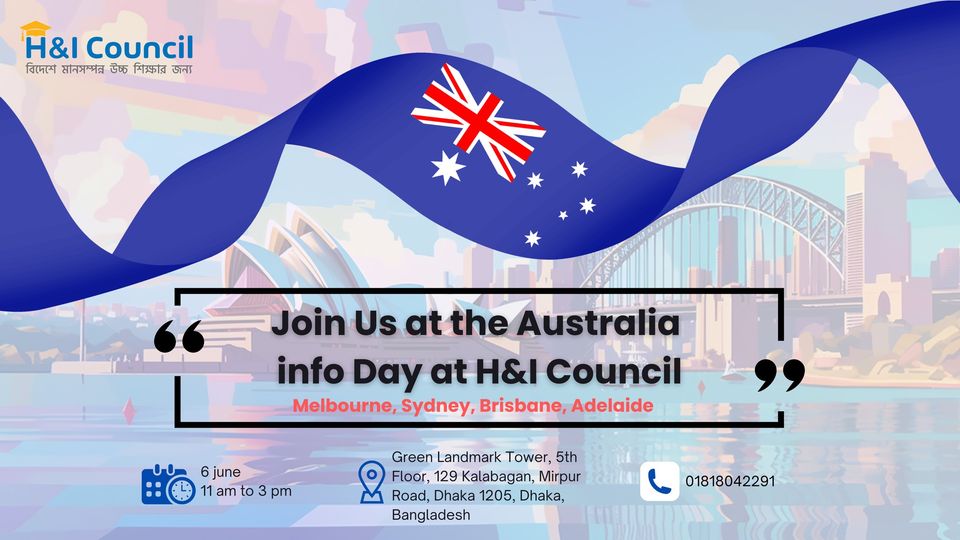 H&I Council
বিদেশে মানসম্পন্ন উচ্চ শিক্ষার জন্য
Join Us at the Australia
info Day at H&I Council
Melbourne, Sydney, Brisbane, Adelaide
6 june
11 am to 3 pm
Green Landmark Tower, 5th
Floor, 129 Kalabagan, Mirpur
Road, Dhaka 1205, Dhaka,
Bangladesh
01818042291